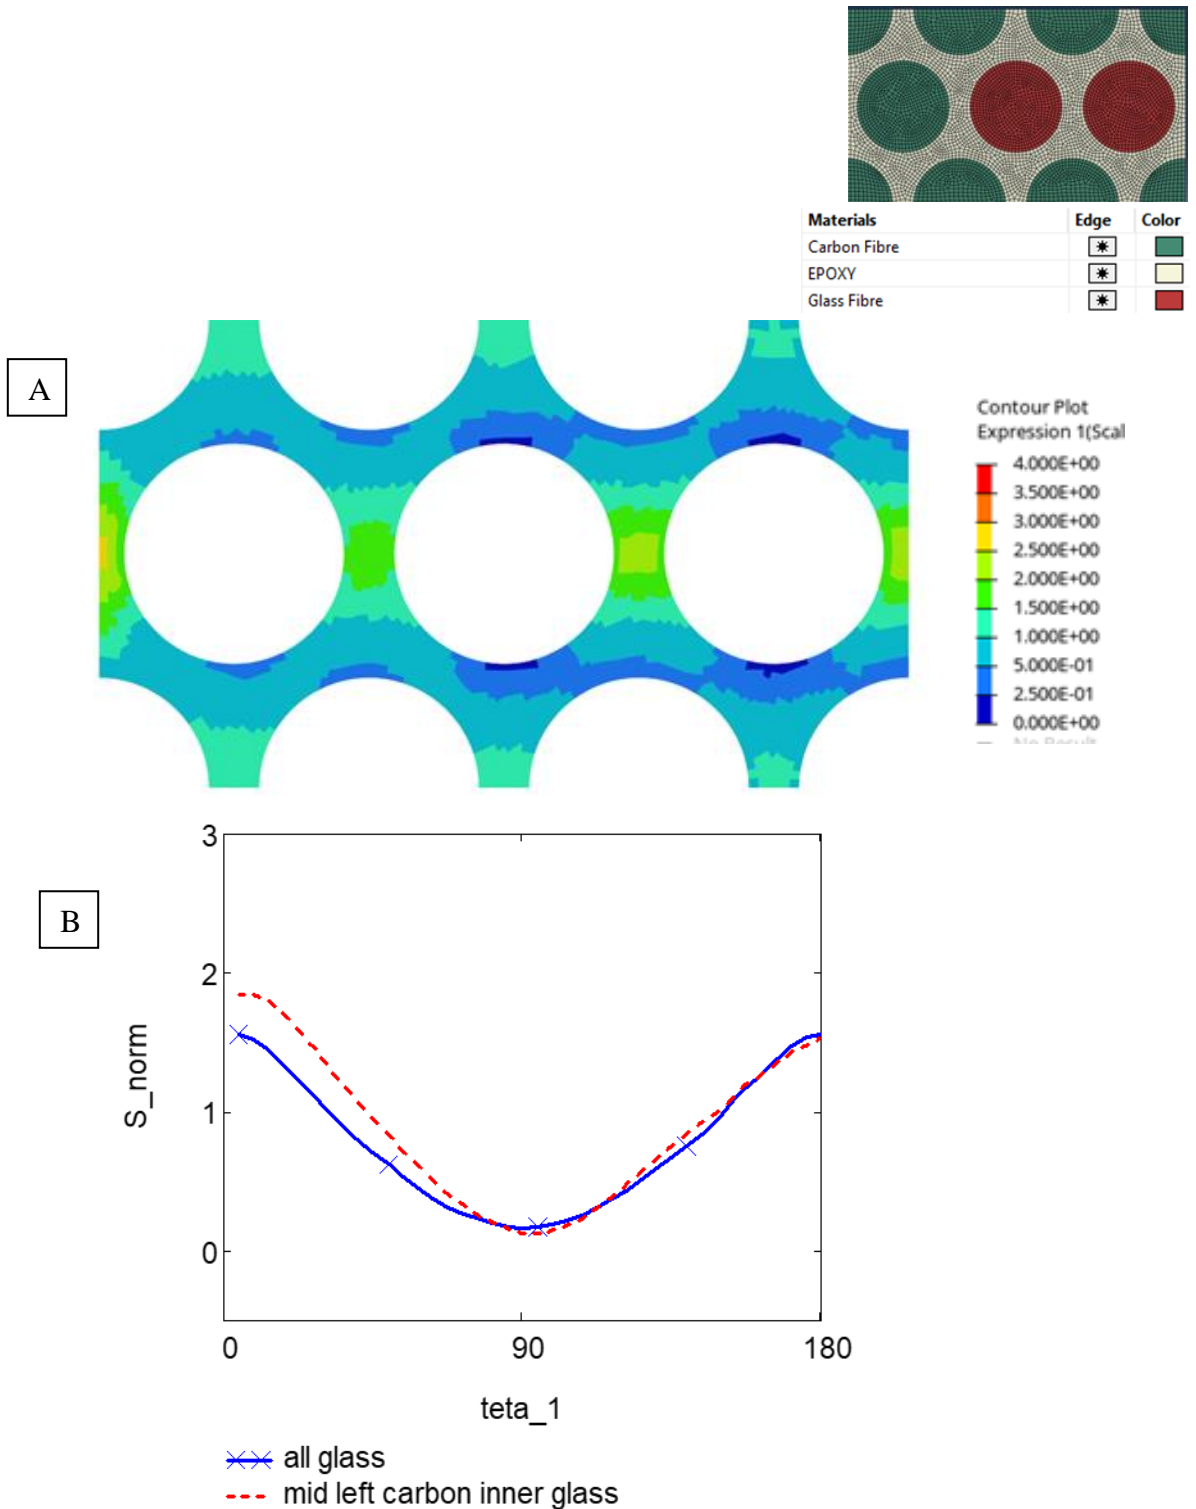 Materials Edge Color
Carbon Fibre
EPOXY
Glass Fibre
A
Contour Plot
Expression 1(Scal
4.000E+00
3.500E+00
3.000E+00
2.500E+00
2.000E+00
1.500E+00
1.000E+00
5.000E-01
2.500E-01
0.000E+00
No Result
B
3
2
1
0
S_norm
0 90 180
teta_1
all glass
mid left carbon inner glass